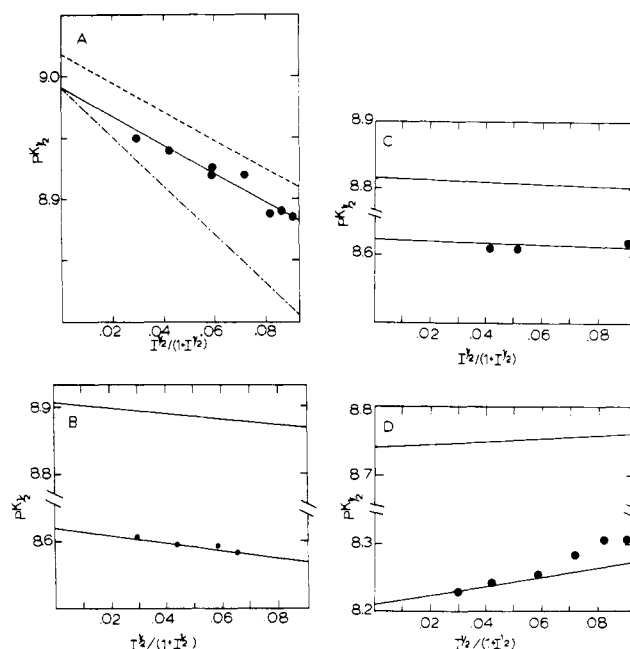 A
9.0
8.9
pK½
.02 .04 .06 .08
I½/(1+I½)
C
8.9
8.8
8.6
pK½
.02 .04 .06 .08
I½/(1+I½)
B
8.9
8.8
8.6
pK½
.02 .04 .06 .08
I½/(1+I½)
D
8.8
8.7
8.3
8.2
pK½
.02 .04 .06 .08
I½/(1+I½)